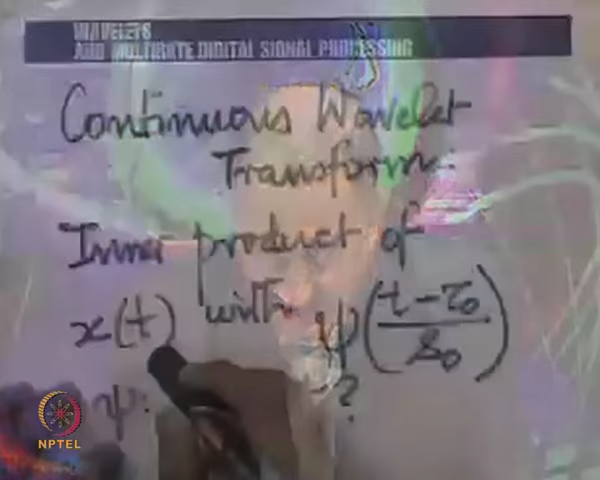 WAVELETS
AND MULTIRATE DIGITAL SIGNAL PROCESSING
Continuous Wavelet
Transform:
Inner product of
x(t) with ψ((t-τ₀)/s₀)
?
ψ:
NPTEL